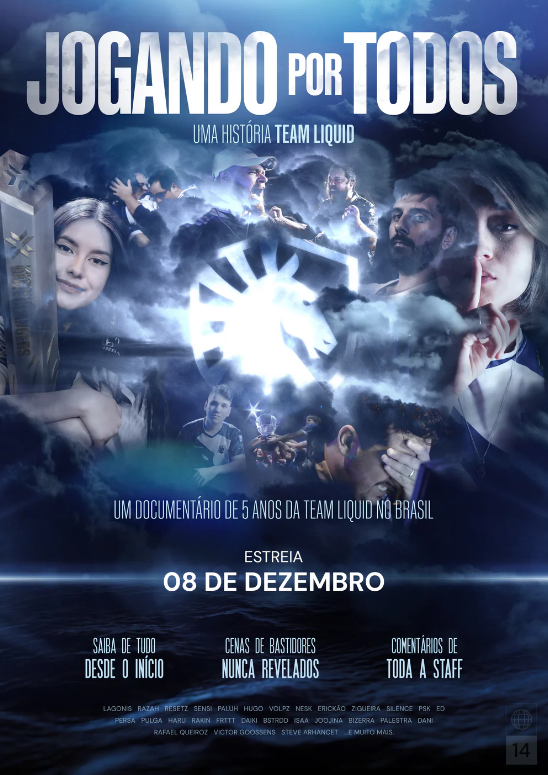 JOGANDO POR TODOS
UMA HISTÓRIA TEAM LIQUID
UM DOCUMENTÁRIO DE 5 ANOS DA TEAM LIQUID NO BRASIL
ESTREIA
08 DE DEZEMBRO
SAIBA DE TUDO
DESDE O INÍCIO
CENAS DE BASTIDORES
NUNCA REVELADOS
COMENTÁRIOS DE
TODA A STAFF
LAGONIS RAZAH RESETZ SENSI PALUH HUGO VOLPZ NESK ERICKÃO ZIGUEIRA SILENCE PSK ED
PERSA PULGA HARU RAKIN FRTTT DAIKI BSTRDD ISAA JOOJINA BIZERRA PALESTRA DANI
RAFAEL QUEIROZ VICTOR GOOSSENS STEVE ARHANCET ...E MUITO MAIS.
14